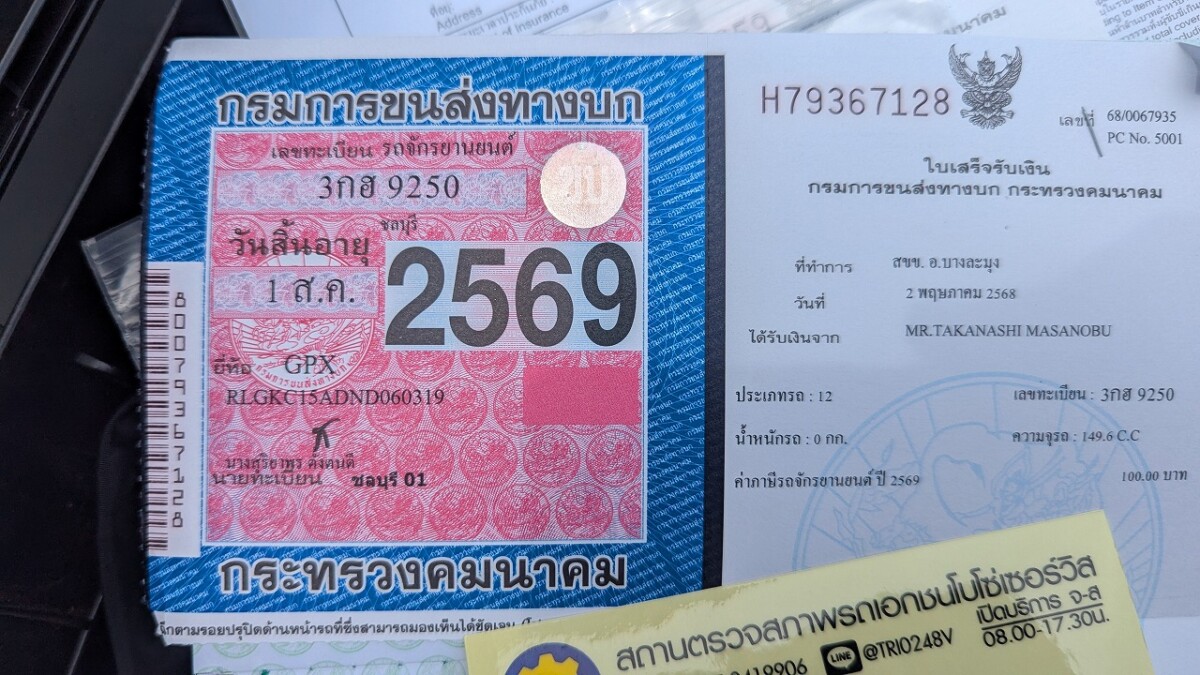 ที่อยู่
Address
of Insurance
กรมการขนส่งทางบก
เลขทะเบียน รถจักรยานยนต์
3กฮ 9250
ชลบุรี
วันสิ้นอายุ
1 ส.ค.
2569
ยี่ห้อ GPX
RLGKC15ADND060319
นายทะเบียน ชลบุรี 01
กระทรวงคมนาคม
80079367128
H79367128
เลขที่ 68/0067935
PC No. 5001
ใบเสร็จรับเงิน
กรมการขนส่งทางบก กระทรวงคมนาคม
ที่ทำการ สขข. อ.บางละมุง
วันที่ 2 พฤษภาคม 2568
ได้รับเงินจาก MR.TAKANASHI MASANOBU
ประเภทรถ : 12 เลขทะเบียน : 3กฮ 9250
น้ำหนักรถ : 0 กก. ความจุรถ : 149.6 C.C
ค่าภาษีรถจักรยานยนต์ ปี 2569 100.00 บาท
สถานตรวจสภาพรถเอกชนโบโซ่เซอร์วิส
เปิดบริการ จ-ส
08.00-17.30น.
LINE @TRI0248V